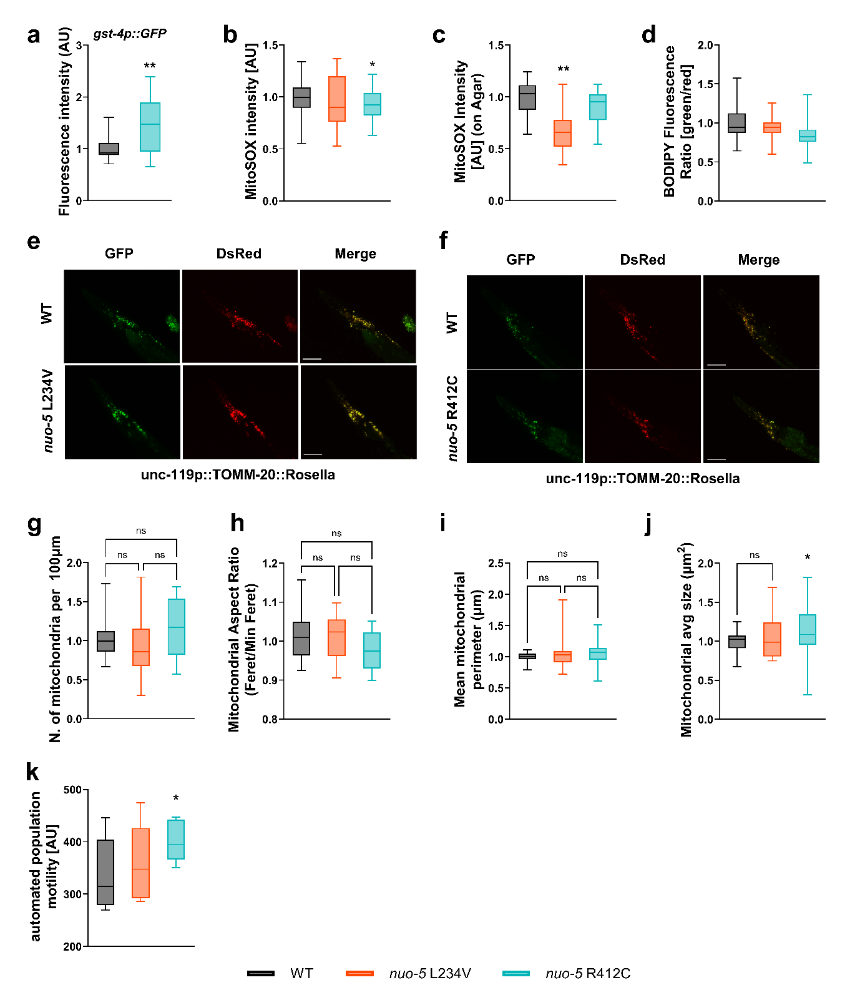 a
gst-4p::GFP
Fluorescence intensity (AU)
3
2
1
0
**
b
MitoSOX intensity [AU]
1.5
1.0
0.5
0.0
*
c
MitoSOX Intensity
[AU] (on Agar)
1.5
1.0
0.5
0.0
**
d
BODIPY Fluorescence
Ratio [green/red]
2.0
1.5
1.0
0.5
0.0
e
GFP DsRed Merge
WT
nuo-5 L234V
unc-119p::TOMM-20::Rosella
f
GFP DsRed Merge
WT
nuo-5 R412C
unc-119p::TOMM-20::Rosella
g
N. of mitochondria per 100µm
2.0
1.5
1.0
0.5
0.0
ns
ns ns
h
Mitochondrial Aspect Ratio
(Feret/Min Feret)
1.2
1.1
1.0
0.9
0.8
ns
ns ns
i
Mean mitochondrial
perimeter (µm)
2.5
2.0
1.5
1.0
0.5
0.0
ns
ns ns
j
Mitochondrial avg size (µm²)
2.0
1.5
1.0
0.5
0.0
ns *
k
automated population
motility [AU]
500
400
300
200
*
WT nuo-5 L234V nuo-5 R412C